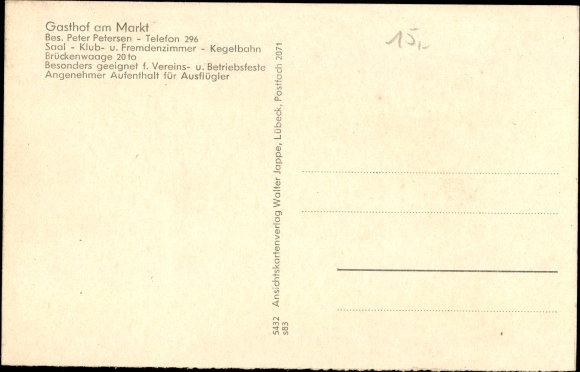 Gasthof am Markt
Bes. Peter Petersen - Telefon 296
Saal - Klub- u. Fremdenzimmer - Kegelbahn
Brückenwaage 20 to
Besonders geeignet f. Vereins- u. Betriebsfeste
Angenehmer Aufenthalt für Ausflügler
15,-
5432 Ansichtskartenverlag Walter Jappe, Lübeck, Postfach 2071
s83